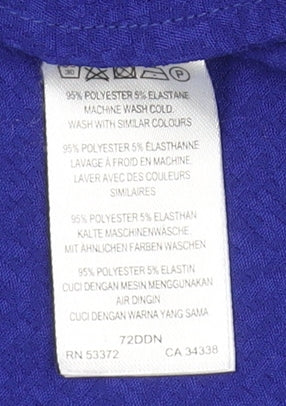 95% POLYESTER 5% ELASTANE
MACHINE WASH COLD.
WASH WITH SIMILAR COLOURS
95% POLYESTER 5% ÉLASTHANNE
LAVAGE À FROID EN MACHINE.
LAVER AVEC DES COULEURS
SIMILAIRES
95% POLYESTER 5% ELASTHAN
KALTE MASCHINENWÄSCHE.
MIT ÄHNLICHEN FARBEN WASCHEN
95% POLYESTER 5% ELASTIN
CUCI DENGAN MESIN MENGGUNAKAN
AIR DINGIN
CUCI DENGAN WARNA YANG SAMA
72DDN
RN 53372 CA 34338